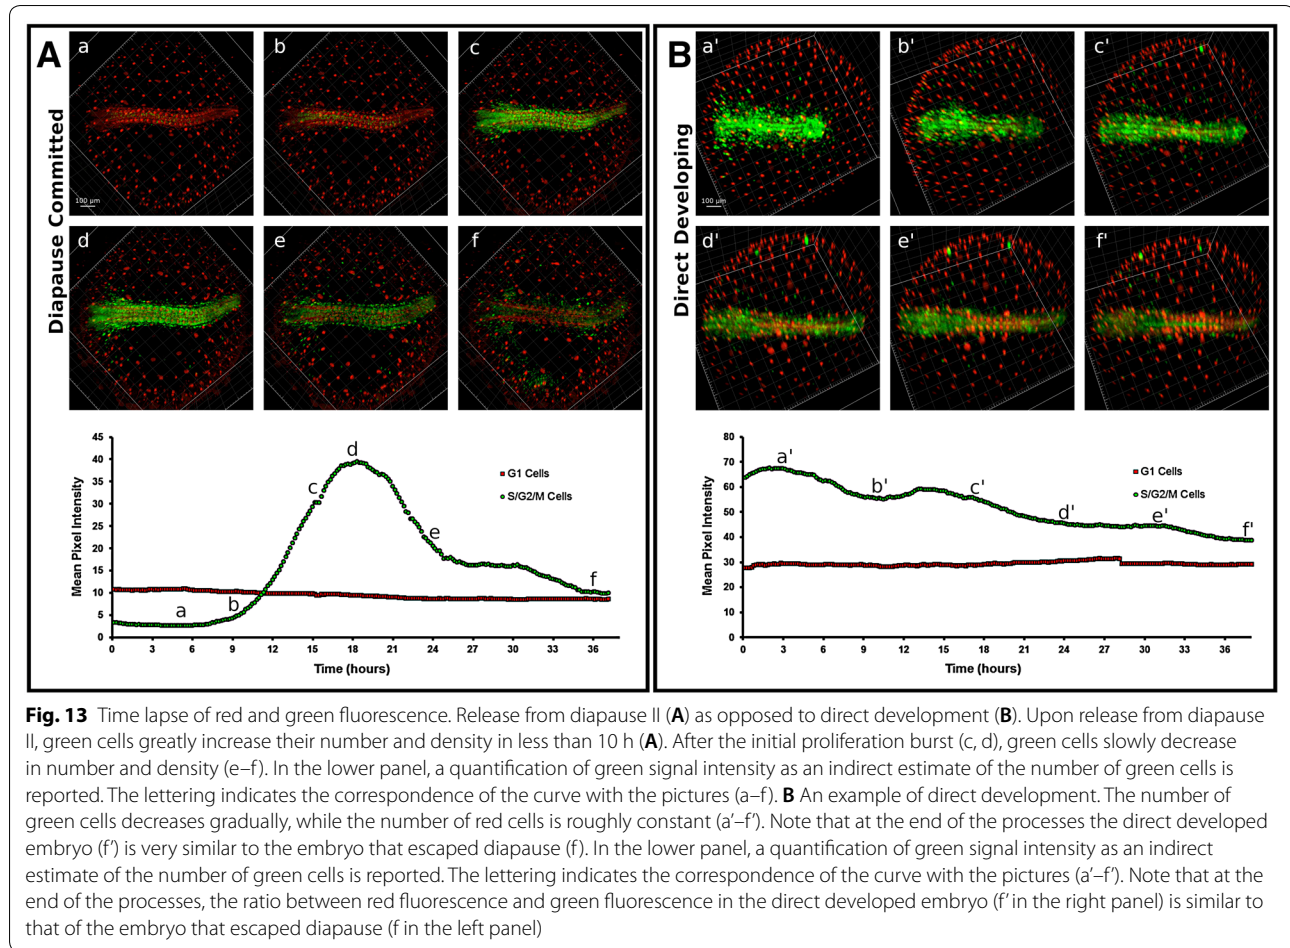 A
Diapause Committed
a
b
c
100 μm
d
e
f
45
40
35
30
25
20
15
10
5
0
Mean Pixel Intensity
a
b
c
d
e
f
G1 Cells
S/G2/M Cells
0 3 6 9 12 15 18 21 24 27 30 33 36
Time (hours)
B
Direct Developing
a'
b'
c'
100 μm
d'
e'
f'
80
70
60
50
40
30
20
10
0
Mean Pixel Intensity
a'
b'
c'
d'
e'
f'
G1 Cells
S/G2/M Cells
0 3 6 9 12 15 18 21 24 27 30 33 36
Time (hours)
Fig. 13 Time lapse of red and green fluorescence. Release from diapause II (A) as opposed to direct development (B). Upon release from diapause
II, green cells greatly increase their number and density in less than 10 h (A). After the initial proliferation burst (c, d), green cells slowly decrease
in number and density (e–f). In the lower panel, a quantification of green signal intensity as an indirect estimate of the number of green cells is
reported. The lettering indicates the correspondence of the curve with the pictures (a–f). B An example of direct development. The number of
green cells decreases gradually, while the number of red cells is roughly constant (a′–f′). Note that at the end of the processes the direct developed
embryo (f′) is very similar to the embryo that escaped diapause (f). In the lower panel, a quantification of green signal intensity as an indirect
estimate of the number of green cells is reported. The lettering indicates the correspondence of the curve with the pictures (a′–f′). Note that at the
end of the processes, the ratio between red fluorescence and green fluorescence in the direct developed embryo (f′ in the right panel) is similar to
that of the embryo that escaped diapause (f in the left panel)